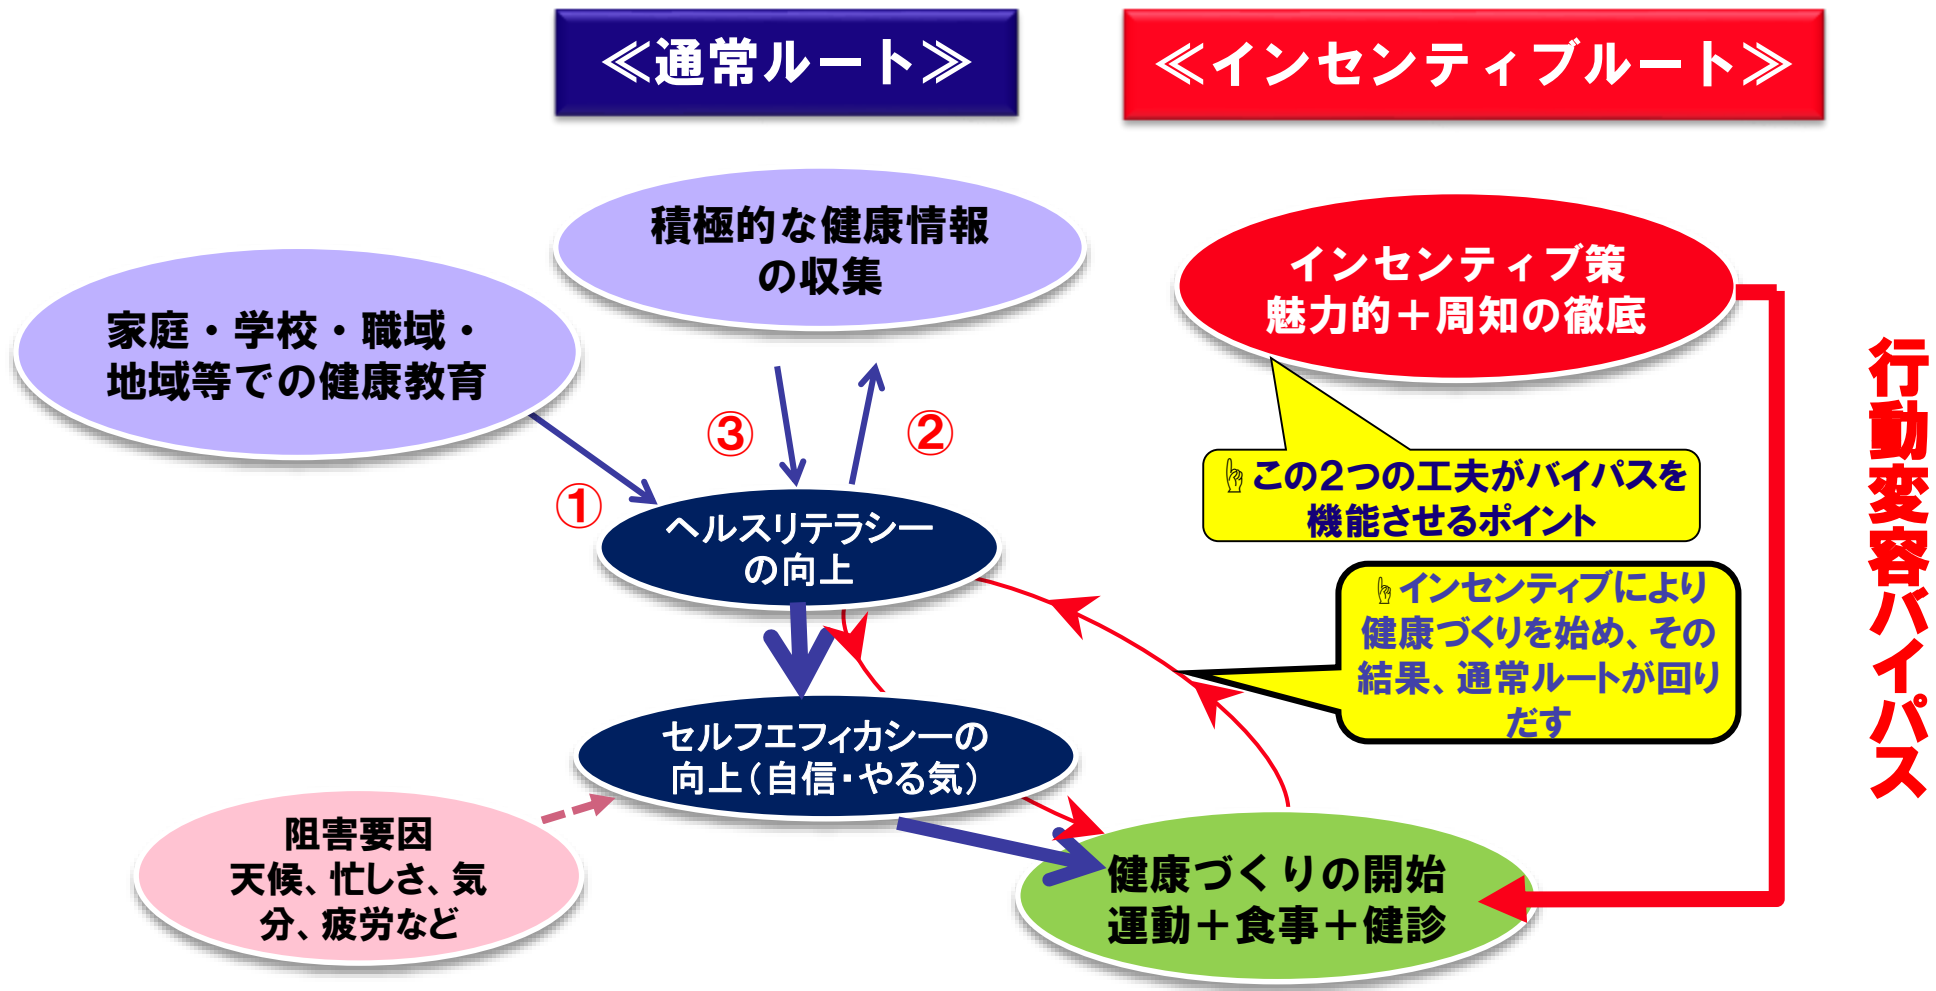 ≪通常ルート≫
≪インセンティブルート≫
積極的な健康情報
の収集
家庭・学校・職域・
地域等での健康教育
インセンティブ策
魅力的＋周知の徹底
③
②
①
☝この2つの工夫がバイパスを
機能させるポイント
ヘルスリテラシー
の向上
☝インセンティブにより
健康づくりを始め、その
結果、通常ルートが回り
だす
セルフエフィカシーの
向上（自信・やる気）
阻害要因
天候、忙しさ、気
分、疲労など
健康づくりの開始
運動＋食事＋健診
行動変容バイパス